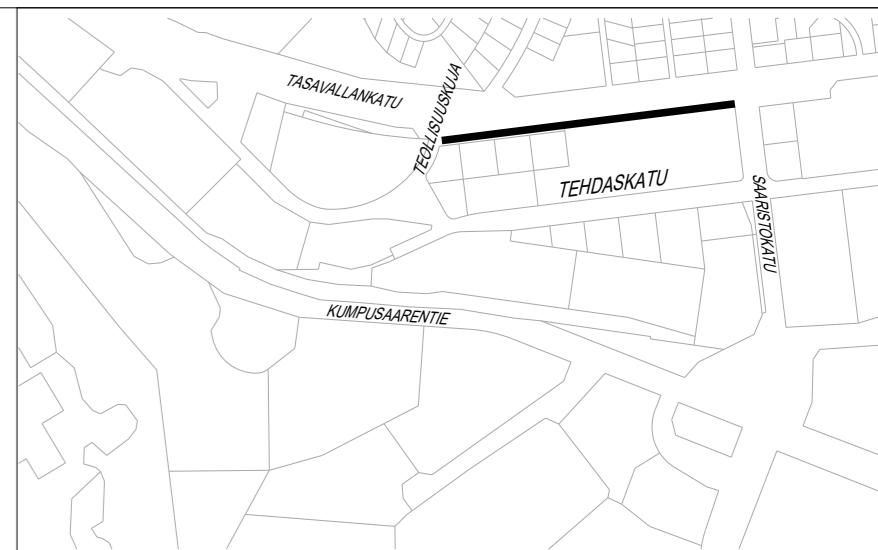 TASAVALLANKATU
TEOLLISUUSKUJA
TEHDASKATU
SAARISTOKATU
KUMPUSAARENTIE